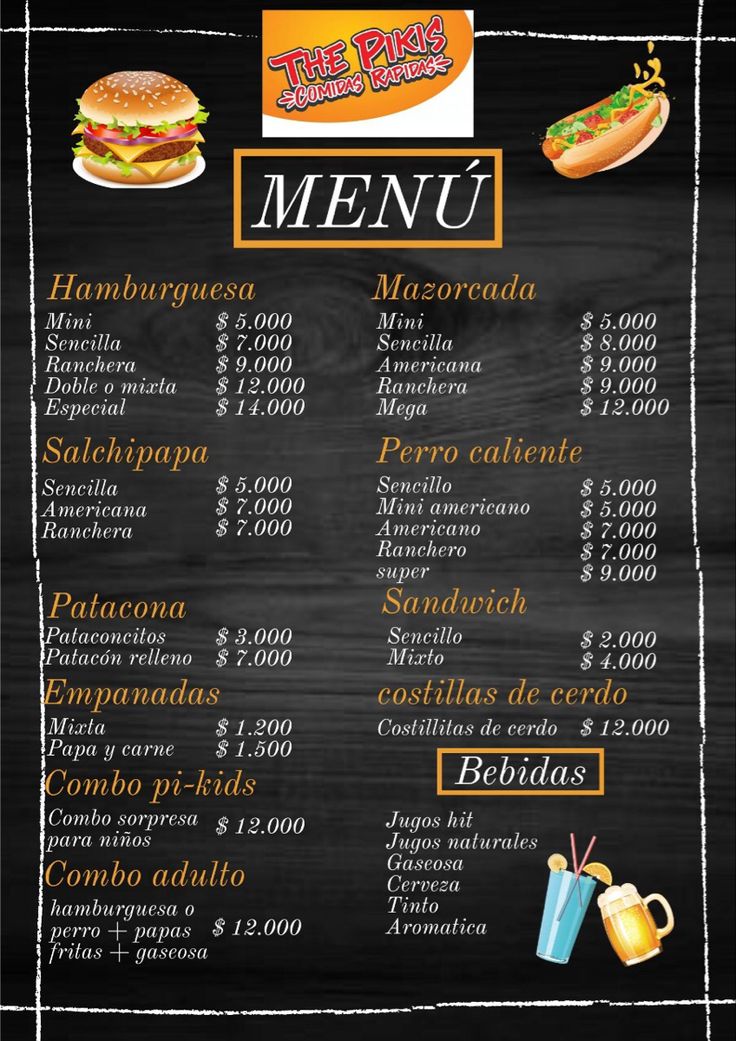 THE PIKIS
COMIDAS RAPIDAS
MENÚ
Hamburguesa
Mini $ 5.000
Sencilla $ 7.000
Ranchera $ 9.000
Doble o mixta $ 12.000
Especial $ 14.000
Salchipapa
Sencilla $ 5.000
Americana $ 7.000
Ranchera $ 7.000
Patacona
Pataconcitos $ 3.000
Patacón relleno $ 7.000
Empanadas
Mixta $ 1.200
Papa y carne $ 1.500
Combo pi-kids
Combo sorpresa
para niños $ 12.000
Combo adulto
hamburguesa o
perro + papas $ 12.000
fritas + gaseosa
Mazorcada
Mini $ 5.000
Sencilla $ 8.000
Americana $ 9.000
Ranchera $ 9.000
Mega $ 12.000
Perro caliente
Sencillo $ 5.000
Mini americano $ 5.000
Americano $ 7.000
Ranchero $ 7.000
super $ 9.000
Sandwich
Sencillo $ 2.000
Mixto $ 4.000
costillas de cerdo
Costillitas de cerdo $ 12.000
Bebidas
Jugos hit
Jugos naturales
Gaseosa
Cerveza
Tinto
Aromatica